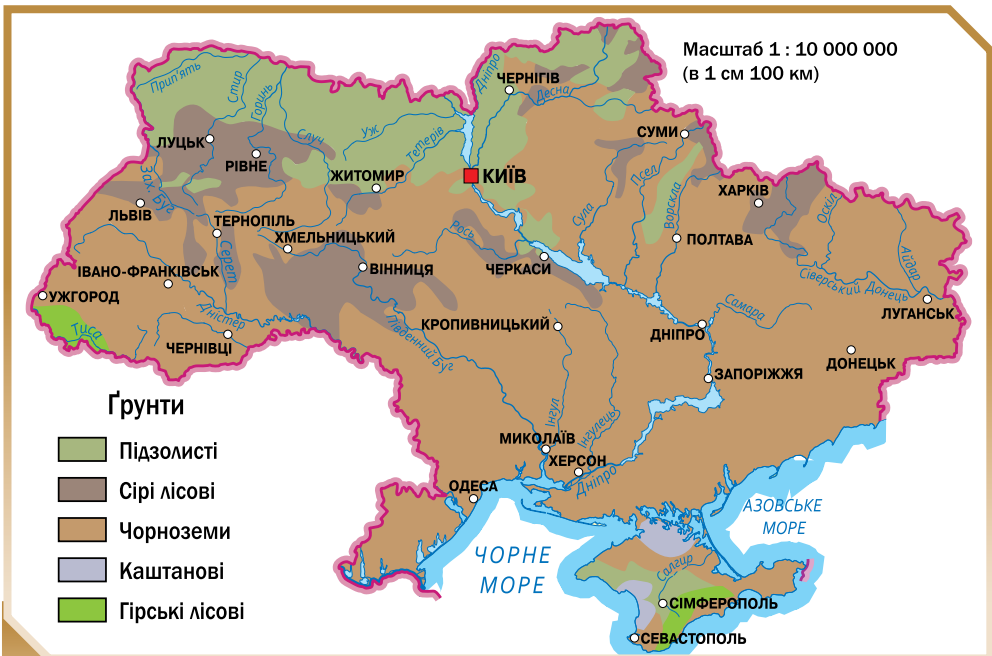 Масштаб 1 : 10 000 000
(в 1 см 100 км)
Прип'ять
Стир
Горинь
Случ
Уж
Тетерів
Дніпро
ЧЕРНІГІВ
Десна
СУМИ
ЛУЦЬК
РІВНЕ
ЖИТОМИР
КИЇВ
Псел
Ворскла
Сула
ХАРКІВ
Оскіл
Айдар
Зах. Буг
ЛЬВІВ
ТЕРНОПІЛЬ
ХМЕЛЬНИЦЬКИЙ
Серет
Рось
ПОЛТАВА
ІВАНО-ФРАНКІВСЬК
ВІННИЦЯ
ЧЕРКАСИ
Сіверський Донець
УЖГОРОД
Тиса
Дністер
ЧЕРНІВЦІ
Південний Буг
КРОПИВНИЦЬКИЙ
ДНІПРО
Самара
ЛУГАНСЬК
ДОНЕЦЬК
ЗАПОРІЖЖЯ
Інгул
Інгулець
МИКОЛАЇВ
ХЕРСОН
Дніпро
ОДЕСА
ЧОРНЕ
МОРЕ
АЗОВСЬКЕ
МОРЕ
Салгир
СІМФЕРОПОЛЬ
СЕВАСТОПОЛЬ
Ґрунти
Підзолисті
Сірі лісові
Чорноземи
Каштанові
Гірські лісові